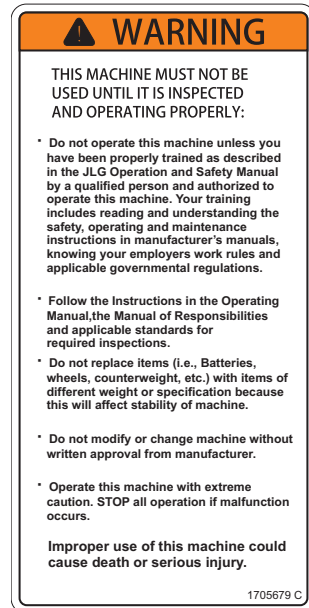 WARNING
THIS MACHINE MUST NOT BE
USED UNTIL IT IS INSPECTED
AND OPERATING PROPERLY:
· Do not operate this machine unless you
have been properly trained as described
in the JLG Operation and Safety Manual
by a qualified person and authorized to
operate this machine. Your training
includes reading and understanding the
safety, operating and maintenance
instructions in manufacturer's manuals,
knowing your employers work rules and
applicable governmental regulations.
· Follow the Instructions in the Operating
Manual,the Manual of Responsibilities
and applicable standards for
required inspections.
· Do not replace items (i.e., Batteries,
wheels, counterweight, etc.) with items of
different weight or specification because
this will affect stability of machine.
· Do not modify or change machine without
written approval from manufacturer.
· Operate this machine with extreme
caution. STOP all operation if malfunction
occurs.
Improper use of this machine could
cause death or serious injury.
1705679 C